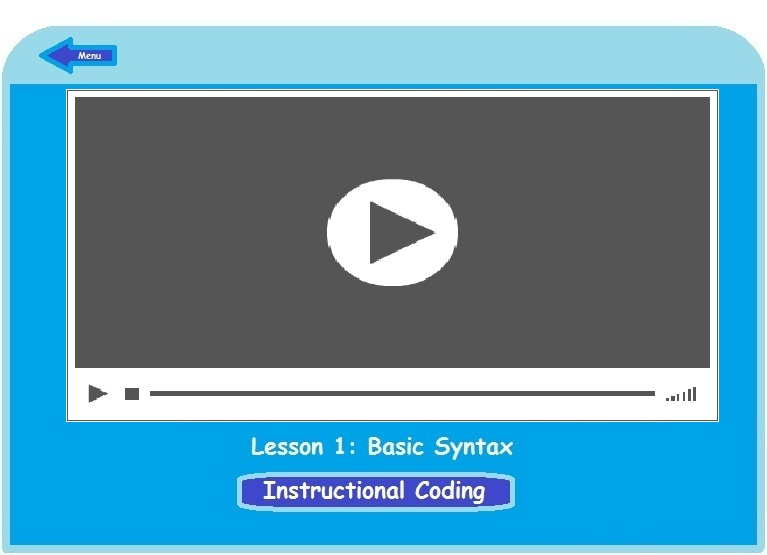 Menu
Lesson 1: Basic Syntax
Instructional Coding